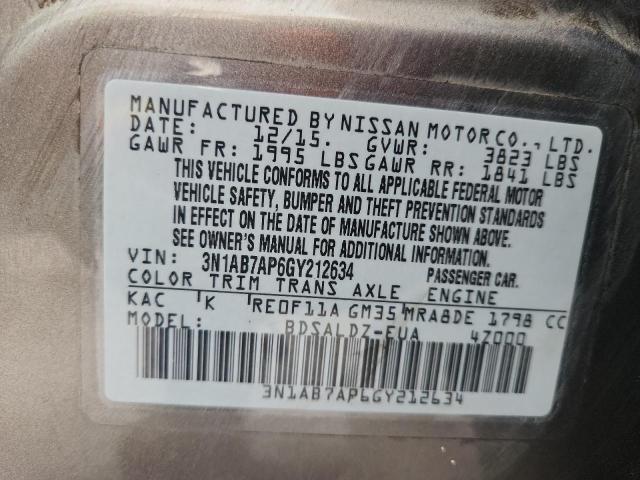 MANUFACTURED BY NISSAN MOTOR CO., LTD.
DATE: 12/15. GVWR: 3823 LBS
GAWR FR: 1995 LBS GAWR RR: 1841 LBS
THIS VEHICLE CONFORMS TO ALL APPLICABLE FEDERAL MOTOR
VEHICLE SAFETY, BUMPER AND THEFT PREVENTION STANDARDS
IN EFFECT ON THE DATE OF MANUFACTURE SHOWN ABOVE.
SEE OWNER'S MANUAL FOR ADDITIONAL INFORMATION.
VIN: 3N1AB7AP6GY212634 PASSENGER CAR.
COLOR TRIM TRANS AXLE ENGINE
KAC K RE0F11A GM35 MRA8DE 1798 CC
MODEL: BDSALDZ-EUA 4Z000
3N1AB7AP6GY212634